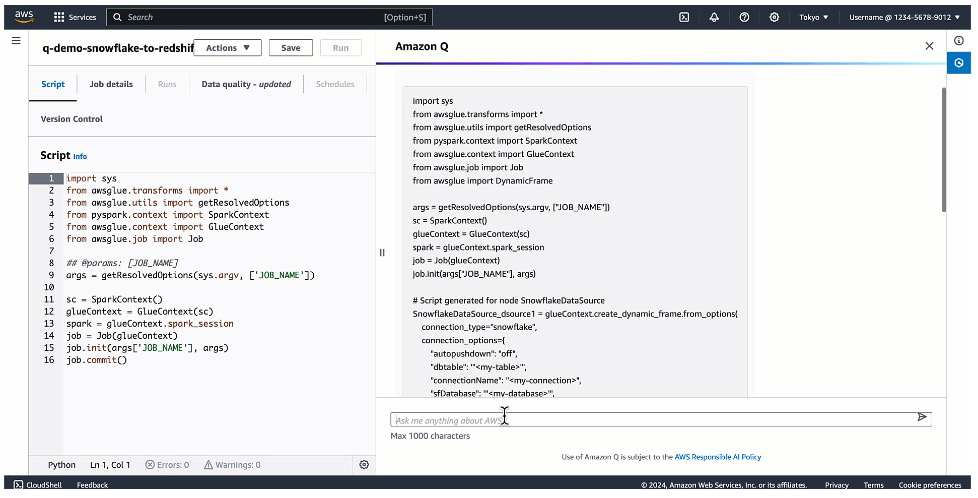 aws Services Search [Option+S] Tokyo ▼ Username @ 1234-5678-9012 ▼
q-demo-snowflake-to-redshif Actions ▼ Save Run
Script Job details Runs Data quality - updated Schedules
Version Control
Script Info
1 import sys
2 from awsglue.transforms import *
3 from awsglue.utils import getResolvedOptions
4 from pyspark.context import SparkContext
5 from awsglue.context import GlueContext
6 from awsglue.job import Job
7
8 ## @params: [JOB_NAME]
9 args = getResolvedOptions(sys.argv, ['JOB_NAME'])
10
11 sc = SparkContext()
12 glueContext = GlueContext(sc)
13 spark = glueContext.spark_session
14 job = Job(glueContext)
15 job.init(args['JOB_NAME'], args)
16 job.commit()
Python Ln 1, Col 1 Errors: 0 Warnings: 0
Amazon Q
import sys
from awsglue.transforms import *
from awsglue.utils import getResolvedOptions
from pyspark.context import SparkContext
from awsglue.context import GlueContext
from awsglue.job import Job
from awsglue import DynamicFrame
args = getResolvedOptions(sys.argv, ["JOB_NAME"])
sc = SparkContext()
glueContext = GlueContext(sc)
spark = glueContext.spark_session
job = Job(glueContext)
job.init(args["JOB_NAME"], args)
# Script generated for node SnowflakeDataSource
SnowflakeDataSource_dsource1 = glueContext.create_dynamic_frame.from_options(
connection_type="snowflake",
connection_options={
"autopushdown": "off",
"dbtable": '"<my-table>"',
"connectionName": "<my-connection>",
"sfDatabase": '"<my-database>"',
Ask me anything about AWS
Max 1000 characters
Use of Amazon Q is subject to the AWS Responsible AI Policy
CloudShell Feedback © 2024, Amazon Web Services, Inc. or its affiliates. Privacy Terms Cookie preferences